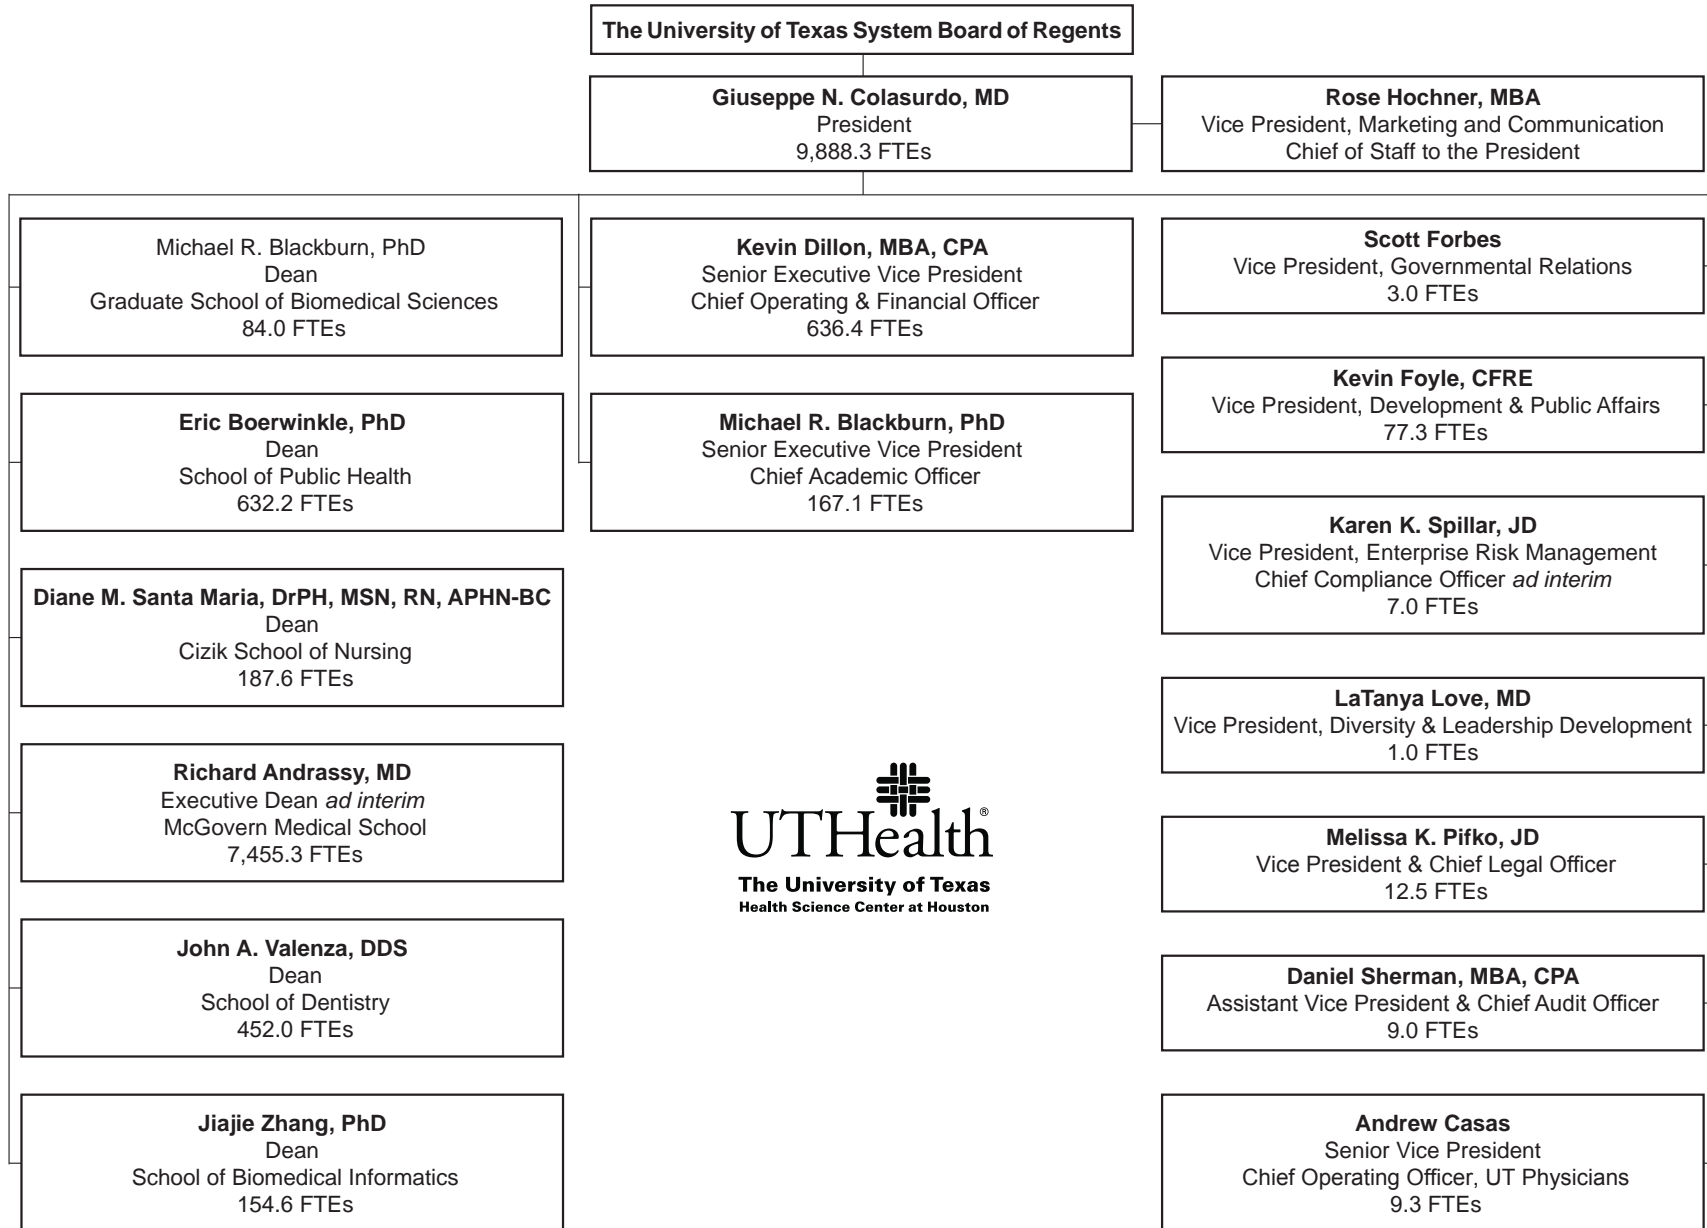 The University of Texas System Board of Regents
Giuseppe N. Colasurdo, MD
President
9,888.3 FTEs
Rose Hochner, MBA
Vice President, Marketing and Communication
Chief of Staff to the President
Michael R. Blackburn, PhD
Dean
Graduate School of Biomedical Sciences
84.0 FTEs
Eric Boerwinkle, PhD
Dean
School of Public Health
632.2 FTEs
Diane M. Santa Maria, DrPH, MSN, RN, APHN-BC
Dean
Cizik School of Nursing
187.6 FTEs
Richard Andrassy, MD
Executive Dean ad interim
McGovern Medical School
7,455.3 FTEs
John A. Valenza, DDS
Dean
School of Dentistry
452.0 FTEs
Jiajie Zhang, PhD
Dean
School of Biomedical Informatics
154.6 FTEs
Kevin Dillon, MBA, CPA
Senior Executive Vice President
Chief Operating & Financial Officer
636.4 FTEs
Michael R. Blackburn, PhD
Senior Executive Vice President
Chief Academic Officer
167.1 FTEs
UTHealth®
The University of Texas
Health Science Center at Houston
Scott Forbes
Vice President, Governmental Relations
3.0 FTEs
Kevin Foyle, CFRE
Vice President, Development & Public Affairs
77.3 FTEs
Karen K. Spillar, JD
Vice President, Enterprise Risk Management
Chief Compliance Officer ad interim
7.0 FTEs
LaTanya Love, MD
Vice President, Diversity & Leadership Development
1.0 FTEs
Melissa K. Pifko, JD
Vice President & Chief Legal Officer
12.5 FTEs
Daniel Sherman, MBA, CPA
Assistant Vice President & Chief Audit Officer
9.0 FTEs
Andrew Casas
Senior Vice President
Chief Operating Officer, UT Physicians
9.3 FTEs